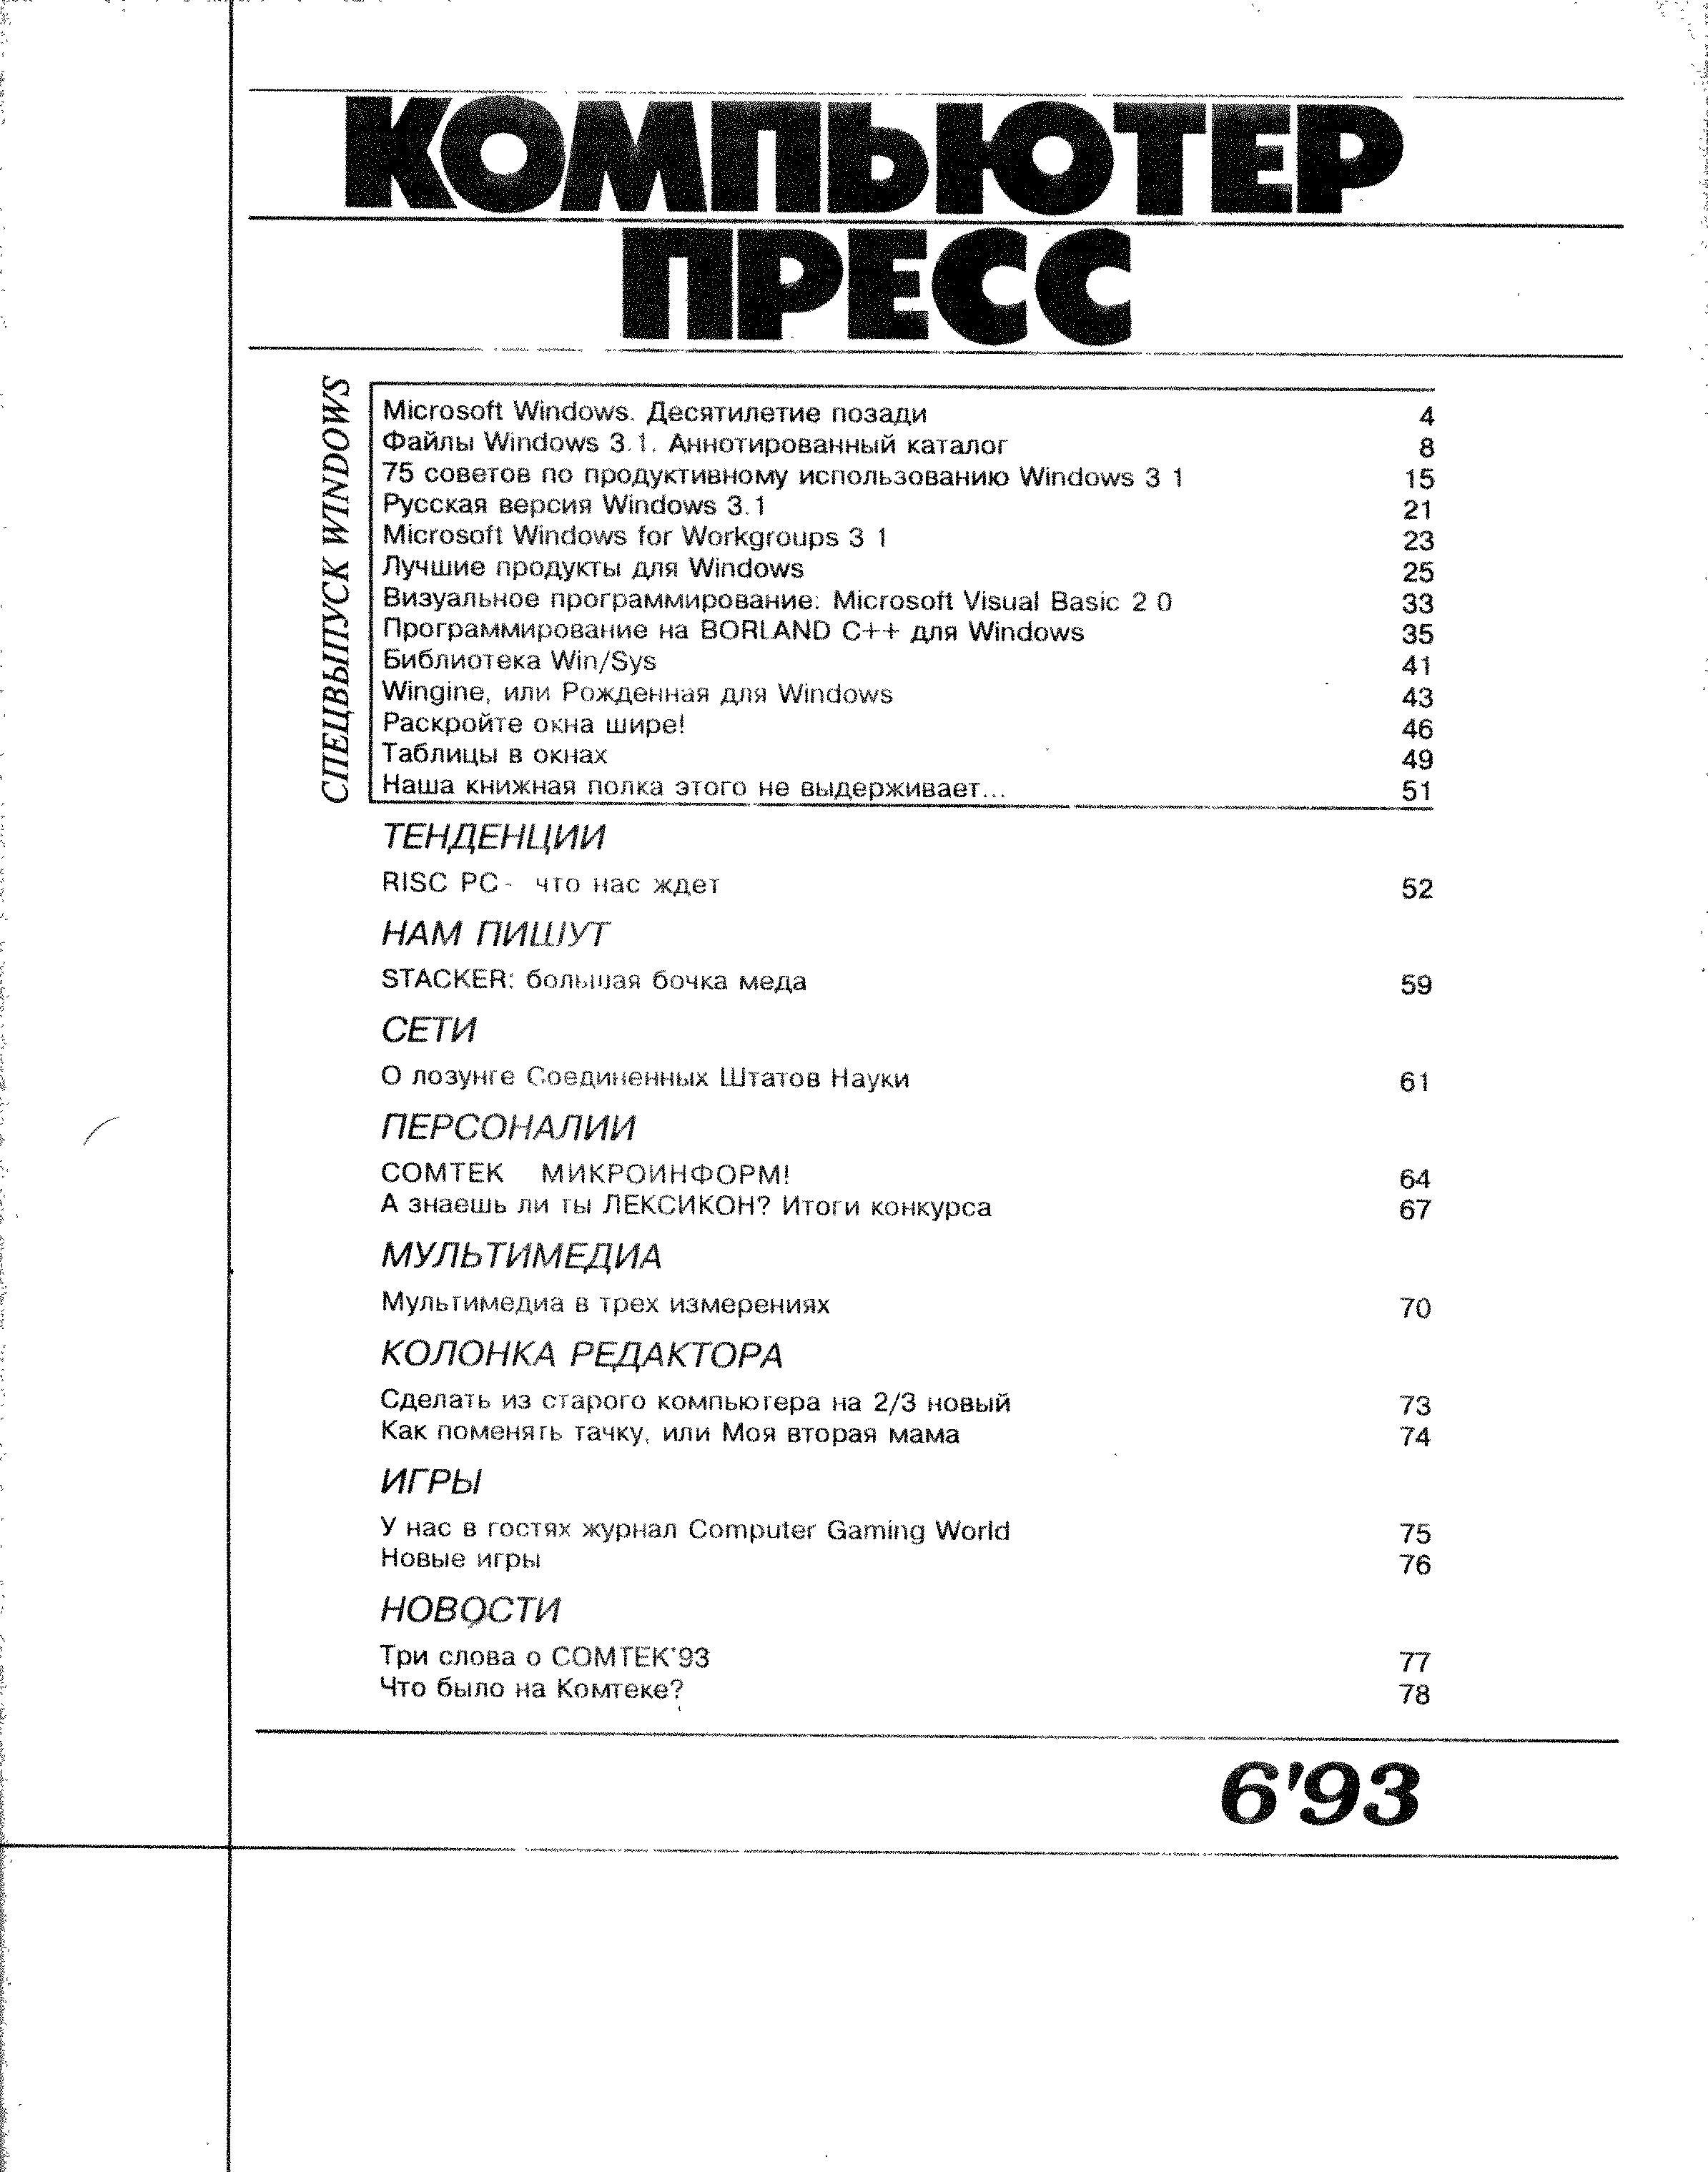 КОМПЬЮТЕР
ПРЕСС
СПЕЦВЫПУСК WINDOWS
Microsoft Windows. Десятилетие позади 4
Файлы Windows 3.1. Аннотированный каталог 8
75 советов по продуктивному использованию Windows 3 1 15
Русская версия Windows 3.1 21
Microsoft Windows for Workgroups 3 1 23
Лучшие продукты для Windows 25
Визуальное программирование: Microsoft Visual Basic 2 0 33
Программирование на BORLAND C++ для Windows 35
Библиотека Win/Sys 41
Wingine, или Рожденная для Windows 43
Раскройте окна шире! 46
Таблицы в окнах 49
Наша книжная полка этого не выдерживает... 51
ТЕНДЕНЦИИ
RISC PC - что нас ждет 52
НАМ ПИШУТ
STACKER: большая бочка меда 59
СЕТИ
О лозунге Соединенных Штатов Науки 61
ПЕРСОНАЛИИ
COMTEK МИКРОИНФОРМ! 64
А знаешь ли ты ЛЕКСИКОН? Итоги конкурса 67
МУЛЬТИМЕДИА
Мультимедиа в трех измерениях 70
КОЛОНКА РЕДАКТОРА
Сделать из старого компьютера на 2/3 новый 73
Как поменять тачку, или Моя вторая мама 74
ИГРЫ
У нас в гостях журнал Computer Gaming World 75
Новые игры 76
НОВОСТИ
Три слова о COMTEK'93 77
Что было на Комтеке? 78
6'93